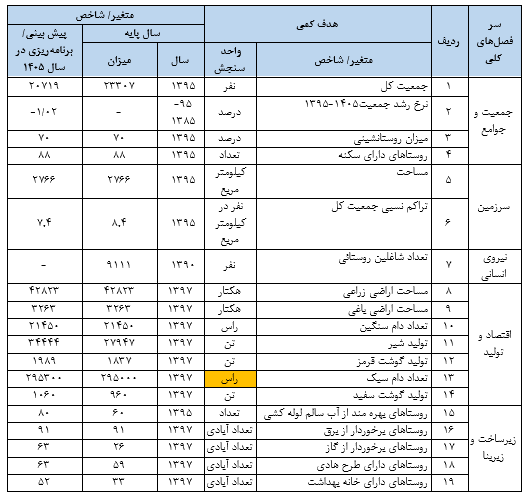 سر فصل‌های کلی | ردیف | هدف کمی | متغیر/ شاخص
متغیر/ شاخص | واحد سنجش | سال پایه | پیش بینی/ برنامه‌ریزی در سال ۱۴۰۵
سال | میزان
جمعیت و جوامع | ۱ | جمعیت کل | نفر | ۱۳۹۵ | ۲۳۳۰۷ | ۲۰۷۱۹
۲ | نرخ رشد جمعیت۱۴۰۵-۱۳۹۵ | درصد | ۹۵- ۱۳۸۵ | - | -۱/۰۲
۳ | میزان روستانشینی | درصد | ۱۳۹۵ | ۷۰ | ۷۰
۴ | روستاهای دارای سکنه | تعداد | ۱۳۹۵ | ۸۸ | ۸۸
سرزمین | ۵ | مساحت | کیلومتر مربع | ۱۳۹۵ | ۲۷۶۶ | ۲۷۶۶
۶ | تراکم نسبی جمعیت کل | نفر در کیلومتر مربع | ۱۳۹۵ | ۸.۴ | ۷.۴
نیروی انسانی | ۷ | تعداد شاغلین روستائی | نفر | ۱۳۹۰ | ۹۱۱۱ | -
اقتصاد و تولید | ۸ | مساحت اراضی زراعی | هکتار | ۱۳۹۷ | ۴۲۸۲۳ | ۴۲۸۲۳
۹ | مساحت اراضی باغی | هکتار | ۱۳۹۷ | ۳۲۶۳ | ۳۲۶۳
۱۰ | تعداد دام سنگین | راس | ۱۳۹۷ | ۲۱۴۵۰ | ۲۱۴۵۰
۱۱ | تولید شیر | تن | ۱۳۹۷ | ۲۷۹۴۷ | ۳۴۴۴۴
۱۲ | تولید گوشت قرمز | تن | ۱۳۹۷ | ۱۸۳۷ | ۱۹۸۹
۱۳ | تعداد دام سبک | راس | ۱۳۹۷ | ۲۹۵۰۰۰ | ۲۹۵۳۰۰
۱۴ | تولید گوشت سفید | تن | ۱۳۹۷ | ۹۶۰ | ۱۰۶۰
زیرساخت و زیربنا | ۱۵ | روستاهای بهره مند از آب سالم لوله کشی | تعداد | ۱۳۹۵ | ۶۰ | ۸۰
۱۶ | روستاهای برخوردار از برق | تعداد آبادی | ۱۳۹۷ | ۹۱ | ۹۱
۱۷ | روستاهای برخوردار از گاز | تعداد آبادی | ۱۳۹۷ | ۲۶ | ۶۳
۱۸ | روستاهای دارای طرح هادی | تعداد آبادی | ۱۳۹۷ | ۵۹ | ۶۳
۱۹ | روستاهای دارای خانه بهداشت | تعداد آبادی | ۱۳۹۷ | ۳۳ | ۵۲